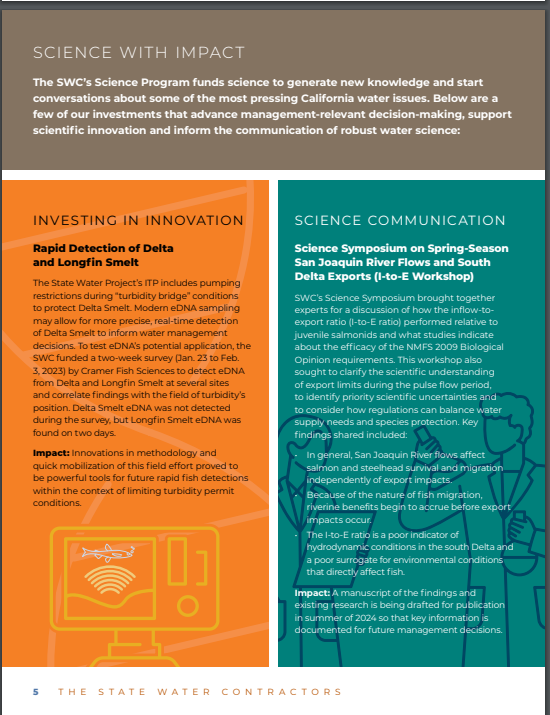 SCIENCE WITH IMPACT
The SWC's Science Program funds science to generate new knowledge and start
conversations about some of the most pressing California water issues. Below are a
few of our investments that advance management-relevant decision-making, support
scientific innovation and inform the communication of robust water science:
INVESTING IN INNOVATION
Rapid Detection of Delta
and Longfin Smelt
The State Water Project's ITP includes pumping
restrictions during "turbidity bridge" conditions
to protect Delta Smelt. Modern eDNA sampling
may allow for more precise, real-time detection
of Delta Smelt to inform water management
decisions. To test eDNA's potential application, the
SWC funded a two-week survey (Jan. 23 to Feb.
3, 2023) by Cramer Fish Sciences to detect eDNA
from Delta and Longfin Smelt at several sites
and correlate findings with the field of turbidity's
position. Delta Smelt eDNA was not detected
during the survey, but Longfin Smelt eDNA was
found on two days.
Impact: Innovations in methodology and
quick mobilization of this field effort proved to
be powerful tools for future rapid fish detections
within the context of limiting turbidity permit
conditions.
SCIENCE COMMUNICATION
Science Symposium on Spring-Season
San Joaquin River Flows and South
Delta Exports (I-to-E Workshop)
SWC's Science Symposium brought together
experts for a discussion of how the inflow-to-
export ratio (I-to-E ratio) performed relative to
juvenile salmonids and what studies indicate
about the efficacy of the NMFS 2009 Biological
Opinion requirements. This workshop also
sought to clarify the scientific understanding
of export limits during the pulse flow period,
to identify priority scientific uncertainties and
to consider how regulations can balance water
supply needs and species protection. Key
findings shared included:
- In general, San Joaquin River flows affect
salmon and steelhead survival and migration
independently of export impacts.
- Because of the nature of fish migration,
riverine benefits begin to accrue before export
impacts occur.
- The I-to-E ratio is a poor indicator of
hydrodynamic conditions in the south Delta and
a poor surrogate for environmental conditions
that directly affect fish.
Impact: A manuscript of the findings and
existing research is being drafted for publication
in summer of 2024 so that key information is
documented for future management decisions.
5 THE STATE WATER CONTRACTORS